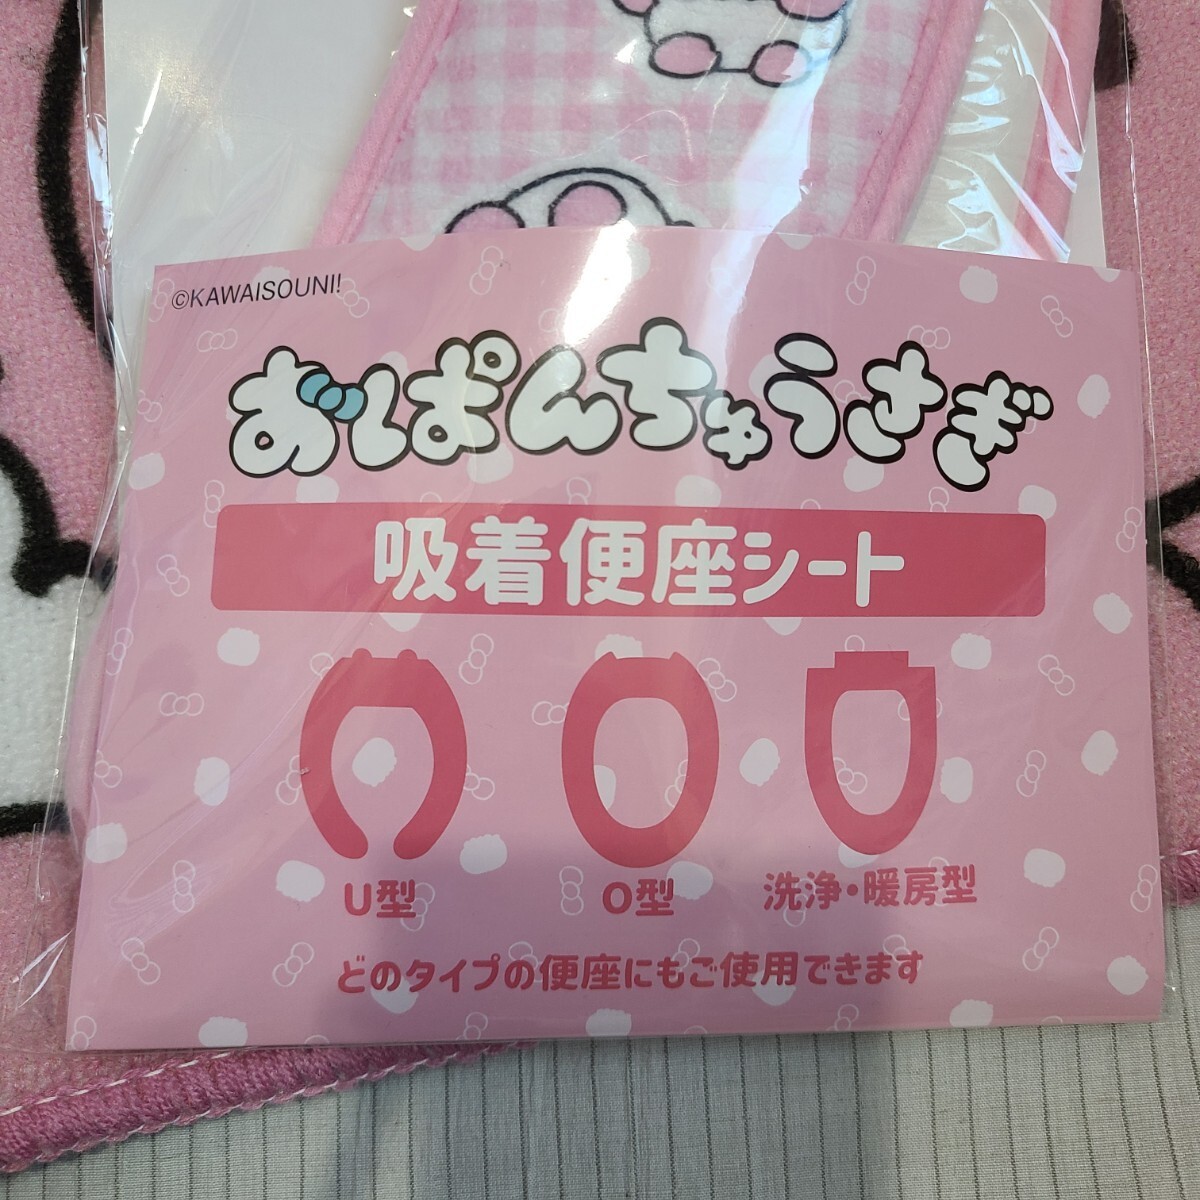 ©KAWAISOUNI!
おぱんちゅうさぎ
吸着便座シート
U型
O型
洗浄・暖房型
どのタイプの便座にもご使用できます